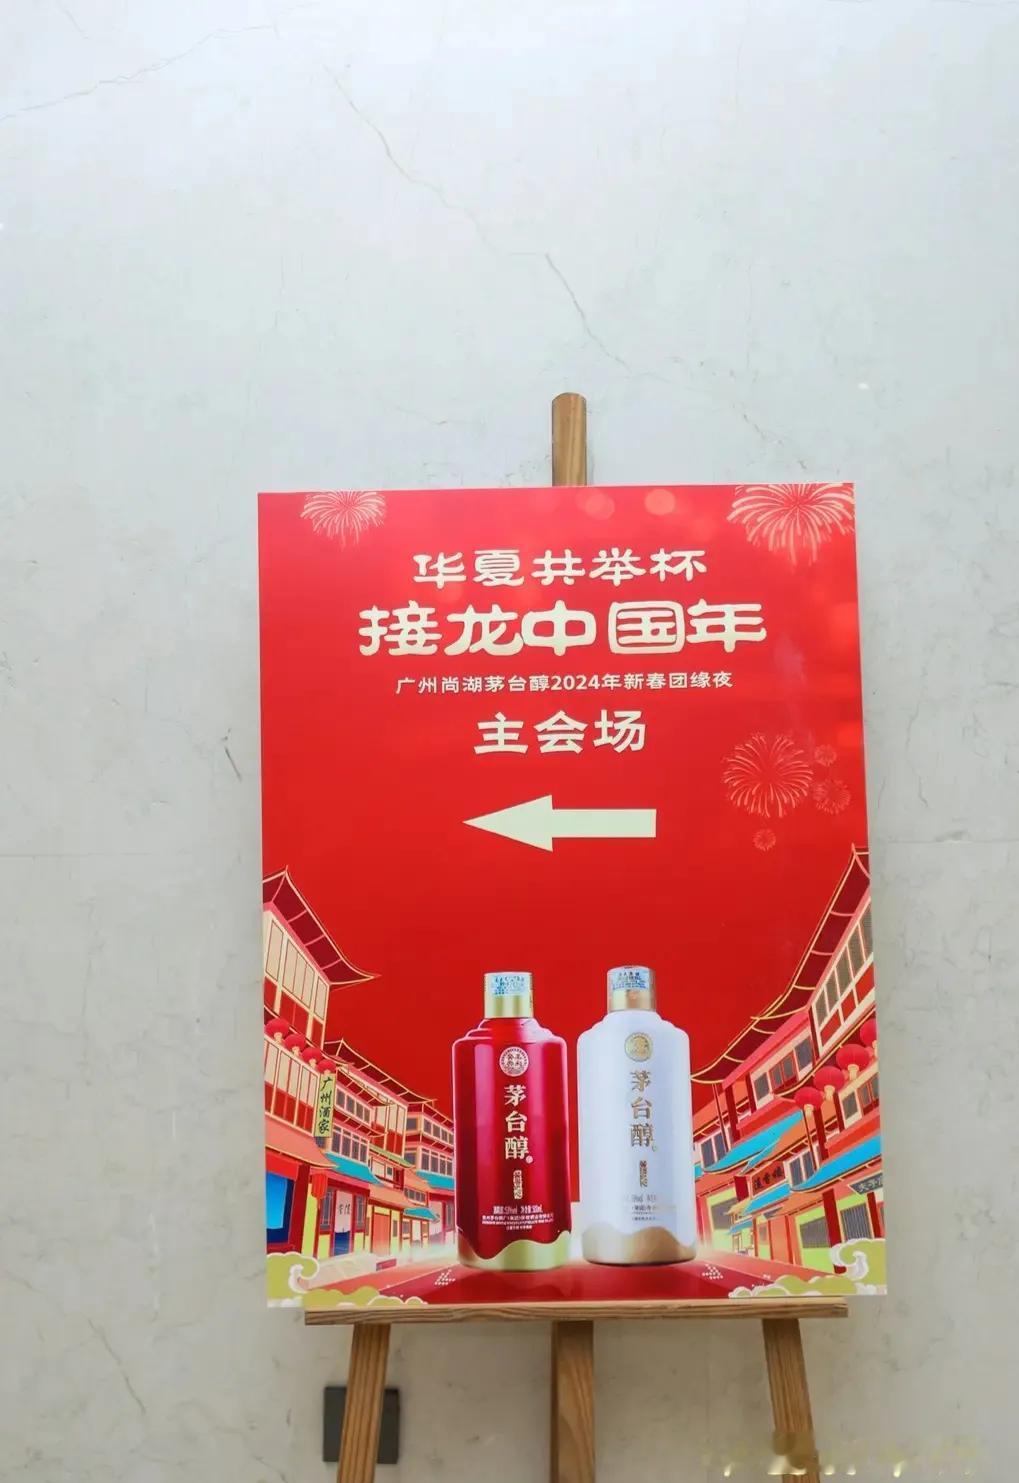 华夏共举杯
接龙中国年
广州尚湖茅台醇2024年新春团缘夜
主会场
茅台醇
茅台醇
广州酒家